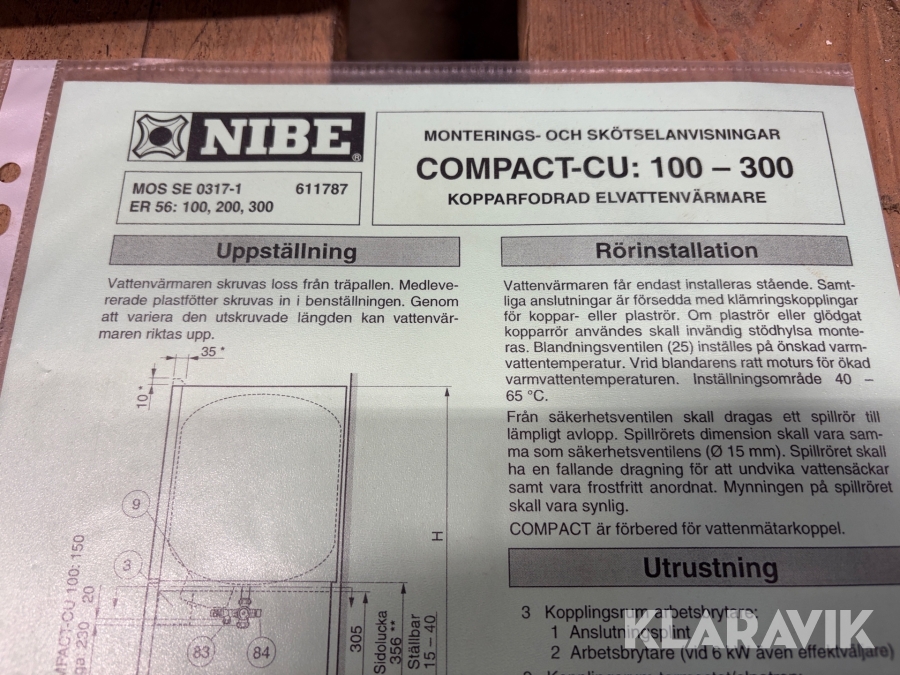 NIBE
®
MOS SE 0317-1 611787
ER 56: 100, 200, 300
MONTERINGS- OCH SKÖTSELANVISNINGAR
COMPACT-CU: 100 – 300
KOPPARFODRAD ELVATTENVÄRMARE
Uppställning
Vattenvärmaren skruvas loss från träpallen. Medleve-
rerade plastfötter skruvas in i benställningen. Genom
att variera den utskruvade längden kan vattenvär-
maren riktas upp.
35 *
10*
9
3
H
83
84
305
Sidolucka
356 **
Ställbar
15 – 40
PACT-CU 100: 150
230
20
Rörinstallation
Vattenvärmaren får endast installeras stående. Samt-
liga anslutningar är försedda med klämringskopplingar
för koppar- eller plaströr. Om plaströr eller glödgat
kopparrör användes skall invändig stödhylsa monte-
ras. Blandningsventilen (25) inställes på önskad varm-
vattentemperatur. Vrid blandarens ratt moturs för ökad
varmvattentemperaturen. Inställningsområde 40 –
65 °C.
Från säkerhetsventilen skall dragas ett spillrör till
lämpligt avlopp. Spillrörets dimension skall vara sam-
ma som säkerhetsventilens (Ø 15 mm). Spillröret skall
ha en fallande dragning för att undvika vattensäckar
samt vara frostfritt anordnat. Mynningen på spillröret
skall vara synlig.
COMPACT är förbered för vattenmätarkoppel.
Utrustning
3 Kopplingsrum arbetsbrytare:
1 Anslutningsplint
2 Arbetsbrytare (vid 6 kW även effektväljare)
KLARAVIK